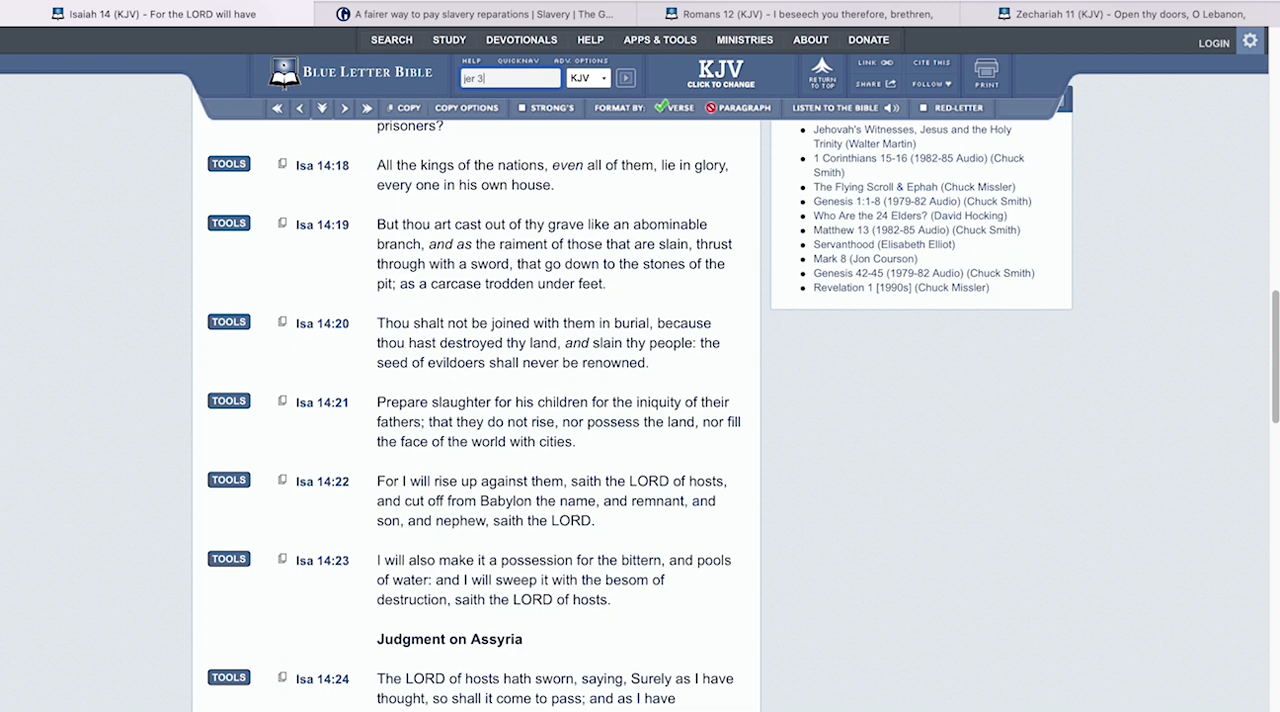 Isaiah 14 (KJV) - For the LORD will have
A fairer way to pay slavery reparations | Slavery | The G...
Romans 12 (KJV) - I beseech you therefore, brethren,
Zechariah 11 (KJV) - Open thy doors, O Lebanon,
SEARCH STUDY DEVOTIONALS HELP APPS & TOOLS MINISTRIES ABOUT DONATE LOGIN
BLUE LETTER BIBLE
HELP QUICKNAV ADV. OPTIONS
jer 3 KJV
KJV
CLICK TO CHANGE
RETURN
TO TOP
LINK CITE THIS
SHARE FOLLOW
PRINT
COPY COPY OPTIONS STRONG'S FORMAT BY: VERSE PARAGRAPH LISTEN TO THE BIBLE RED-LETTER
prisoners?
TOOLS Isa 14:18 All the kings of the nations, even all of them, lie in glory,
every one in his own house.
TOOLS Isa 14:19 But thou art cast out of thy grave like an abominable
branch, and as the raiment of those that are slain, thrust
through with a sword, that go down to the stones of the
pit; as a carcase trodden under feet.
TOOLS Isa 14:20 Thou shalt not be joined with them in burial, because
thou hast destroyed thy land, and slain thy people: the
seed of evildoers shall never be renowned.
TOOLS Isa 14:21 Prepare slaughter for his children for the iniquity of their
fathers; that they do not rise, nor possess the land, nor fill
the face of the world with cities.
TOOLS Isa 14:22 For I will rise up against them, saith the LORD of hosts,
and cut off from Babylon the name, and remnant, and
son, and nephew, saith the LORD.
TOOLS Isa 14:23 I will also make it a possession for the bittern, and pools
of water: and I will sweep it with the besom of
destruction, saith the LORD of hosts.
Judgment on Assyria
TOOLS Isa 14:24 The LORD of hosts hath sworn, saying, Surely as I have
thought, so shall it come to pass; and as I have
Jehovah's Witnesses, Jesus and the Holy
Trinity (Walter Martin)
1 Corinthians 15-16 (1982-85 Audio) (Chuck
Smith)
The Flying Scroll & Ephah (Chuck Missler)
Genesis 1:1-8 (1979-82 Audio) (Chuck Smith)
Who Are the 24 Elders? (David Hocking)
Matthew 13 (1982-85 Audio) (Chuck Smith)
Servanthood (Elisabeth Elliot)
Mark 8 (Jon Courson)
Genesis 42-45 (1979-82 Audio) (Chuck Smith)
Revelation 1 [1990s] (Chuck Missler)